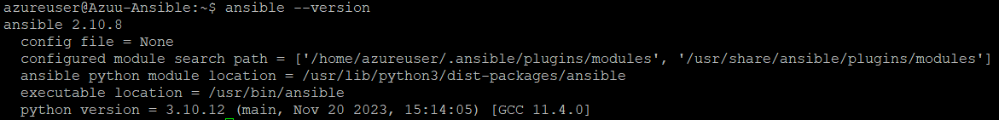 azureuser@Azuu-Ansible:~$ ansible --version
ansible 2.10.8
  config file = None
  configured module search path = ['/home/azureuser/.ansible/plugins/modules', '/usr/share/ansible/plugins/modules']
  ansible python module location = /usr/lib/python3/dist-packages/ansible
  executable location = /usr/bin/ansible
  python version = 3.10.12 (main, Nov 20 2023, 15:14:05) [GCC 11.4.0]